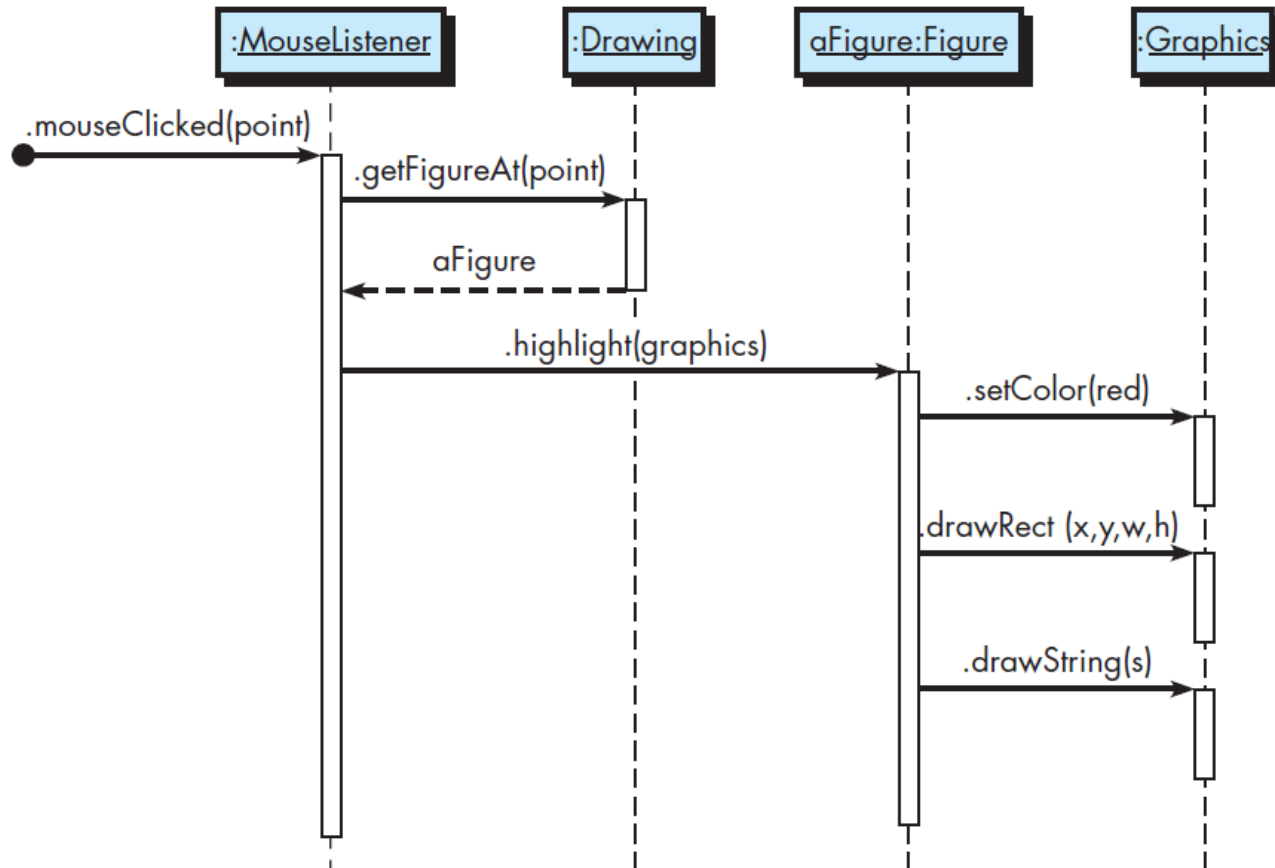 :MouseListener
:Drawing
aFigure:Figure
:Graphics
.mouseClicked(point)
.getFigureAt(point)
aFigure
.highlight(graphics)
.setColor(red)
.drawRect (x,y,w,h)
.drawString(s)